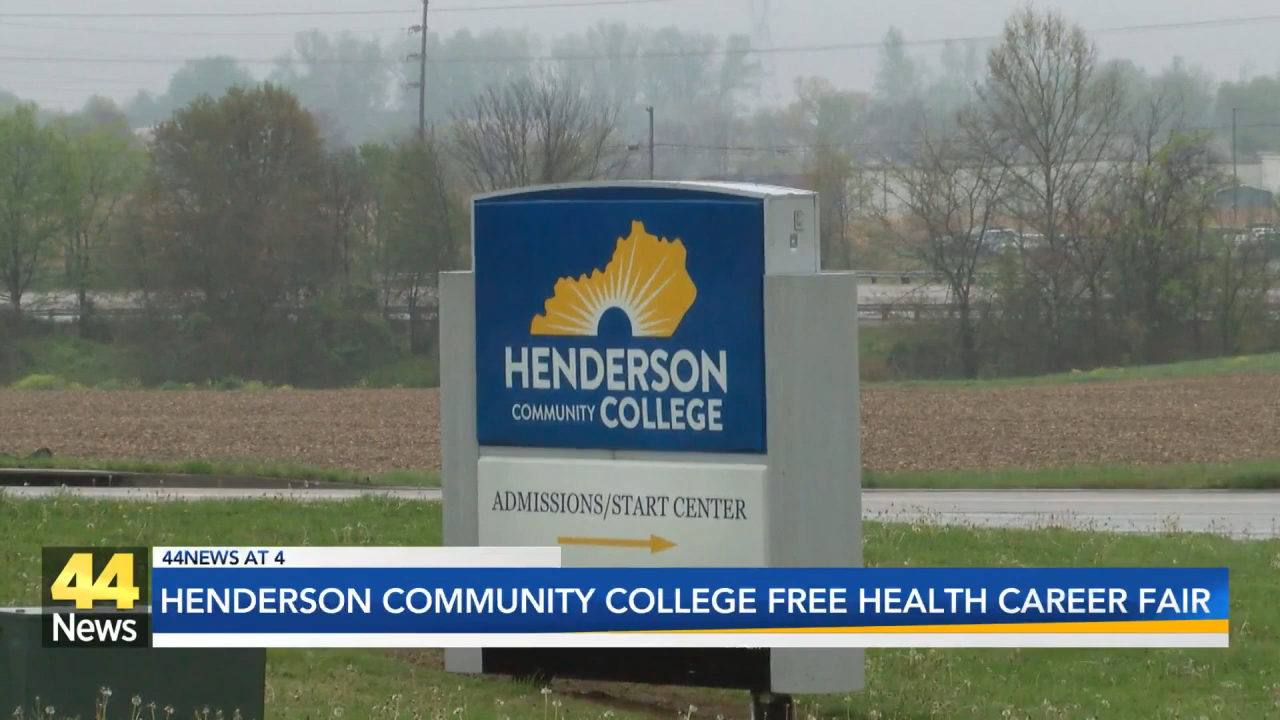 HENDERSON
COMMUNITY COLLEGE
ADMISSIONS/START CENTER
44NEWS AT 4
44
News
HENDERSON COMMUNITY COLLEGE FREE HEALTH CAREER FAIR